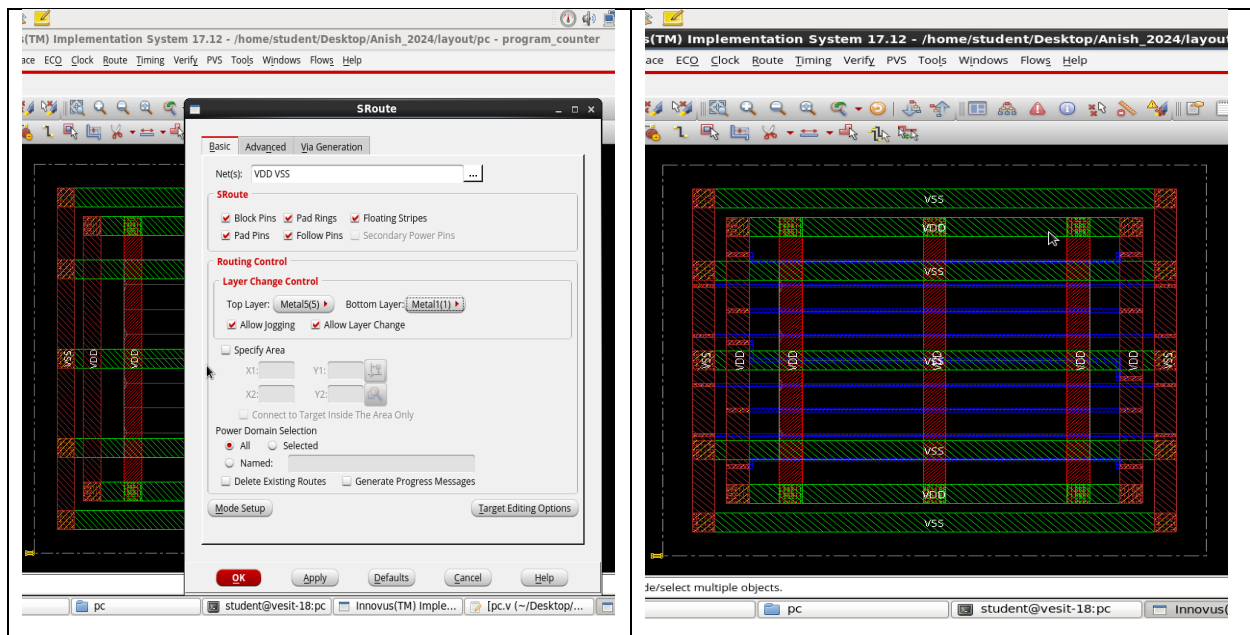 s(TM) Implementation System 17.12 - /home/student/Desktop/Anish_2024/layout/pc - program_counter
ace ECO Clock Route Timing Verify PVS Tools Windows Flows Help
SRoute
Basic Advanced Via Generation
Net(s): VDD VSS ...
SRoute
Block Pins Pad Rings Floating Stripes
Pad Pins Follow Pins Secondary Power Pins
Routing Control
Layer Change Control
Top Layer: Metal5(5) Bottom Layer: Metal1(1)
Allow Jogging Allow Layer Change
Specify Area
X1: Y1:
X2: Y2:
Connect to Target Inside The Area Only
Power Domain Selection
All Selected
Named:
Delete Existing Routes Generate Progress Messages
Mode Setup Target Editing Options
OK Apply Defaults Cancel Help
VSS VDD VDD
pc student@vesit-18:pc Innovus(TM) Imple... [pc.v (~/Desktop/...
s(TM) Implementation System 17.12 - /home/student/Desktop/Anish_2024/layout
ace ECO Clock Route Timing Verify PVS Tools Windows Flows Help
VSS
VDD
VSS
VSS VDD VDD VDD VDD VSS
VSS
VDD
VSS
de/select multiple objects.
pc student@vesit-18:pc Innovus(